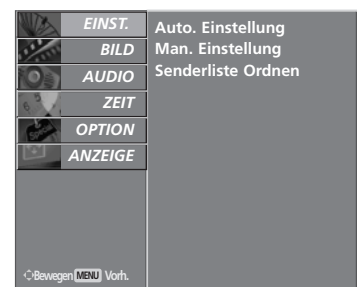 EINST.
BILD
AUDIO
ZEIT
OPTION
ANZEIGE
Auto. Einstellung
Man. Einstellung
Senderliste Ordnen
Bewegen MENU Vorh.